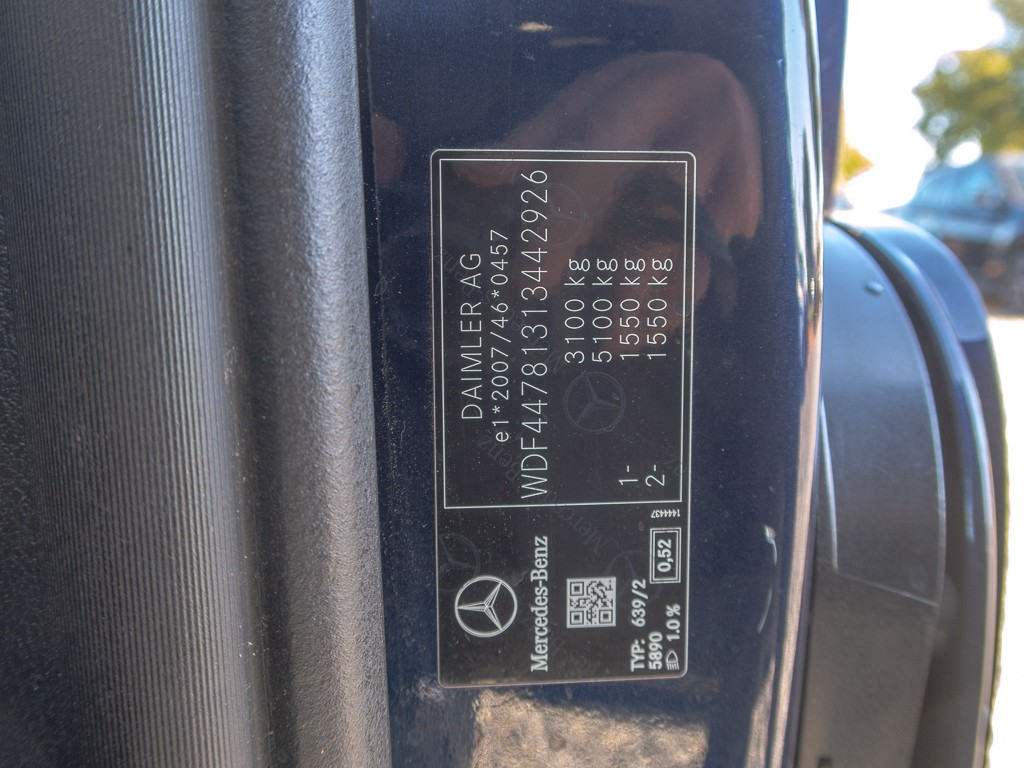 DAIMLER AG
e1*2007/46*0457
WDF44781313442926
3100 kg
5100 kg
1- 1550 kg
2- 1550 kg
Mercedes-Benz
144437
TYP: 639/2
5890
1.0 %
0,52